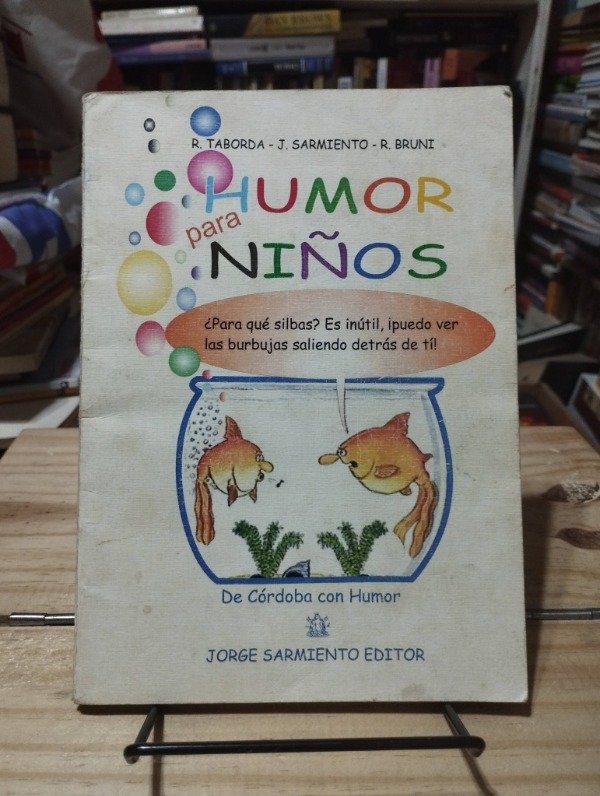 R. TABORDA - J. SARMIENTO - R. BRUNI
HUMOR
para
NIÑOS
¿Para qué silbas? Es inútil, ¡puedo ver
las burbujas saliendo detrás de tí!
De Córdoba con Humor
JORGE SARMIENTO EDITOR